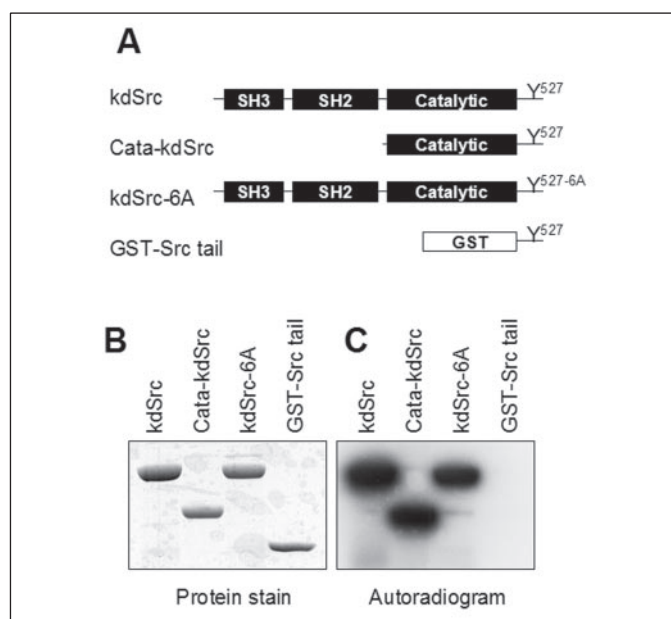 A
kdSrc SH3 SH2 Catalytic Y527
Cata-kdSrc Catalytic Y527
kdSrc-6A SH3 SH2 Catalytic Y527-6A
GST-Src tail GST Y527
B kdSrc Cata-kdSrc kdSrc-6A GST-Src tail
C kdSrc Cata-kdSrc kdSrc-6A GST-Src tail
Protein stain Autoradiogram